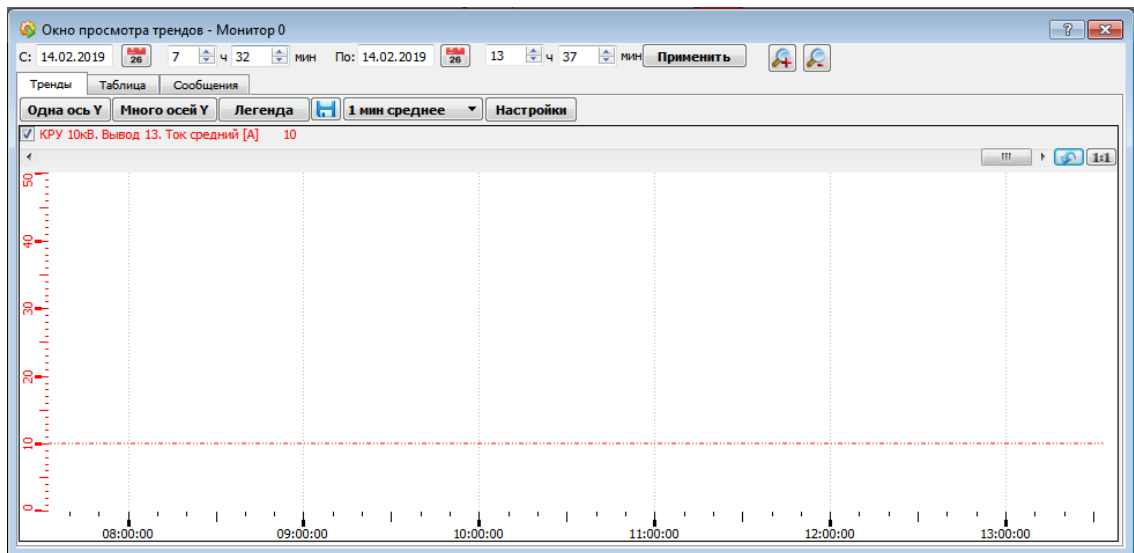 Окно просмотра трендов - Монитор 0
С: 14.02.2019 26 7 ч 32 мин По: 14.02.2019 26 13 ч 37 мин Применить
Тренды Таблица Сообщения
Одна ось Y Много осей Y Легенда 1 мин среднее Настройки
КРУ 10кВ. Вывод 13. Ток средний [А] 10
1:1
50
40
30
20
10
0
08:00:00 09:00:00 10:00:00 11:00:00 12:00:00 13:00:00